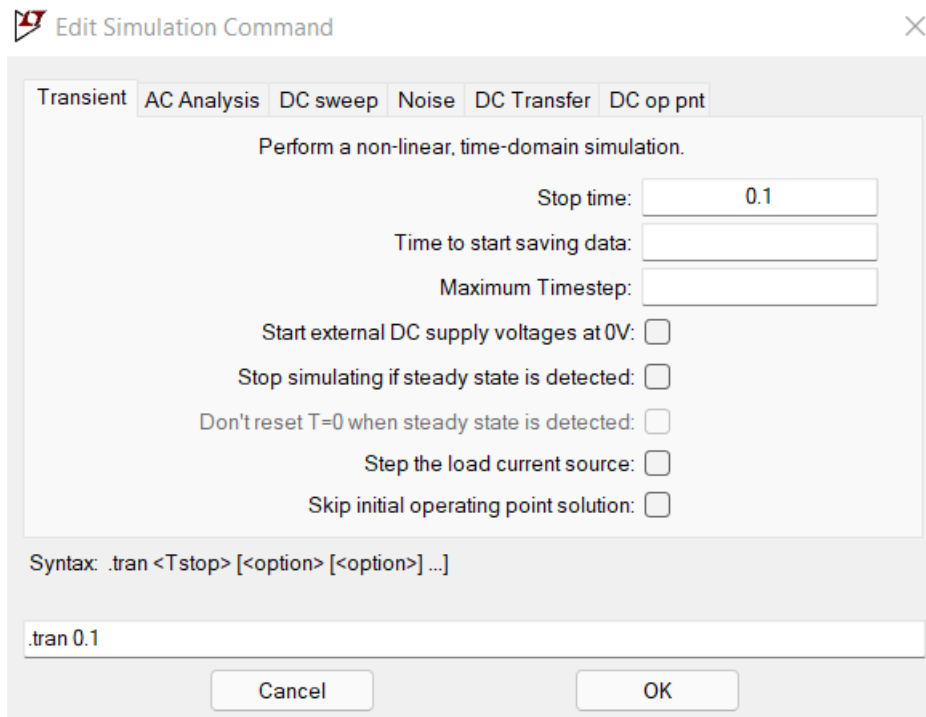 Edit Simulation Command
Transient AC Analysis DC sweep Noise DC Transfer DC op pnt
Perform a non-linear, time-domain simulation.
Stop time: 0.1
Time to start saving data:
Maximum Timestep:
Start external DC supply voltages at 0V:
Stop simulating if steady state is detected:
Don't reset T=0 when steady state is detected:
Step the load current source:
Skip initial operating point solution:
Syntax: .tran <Tstop> [<option> [<option>] ...]
.tran 0.1
Cancel OK